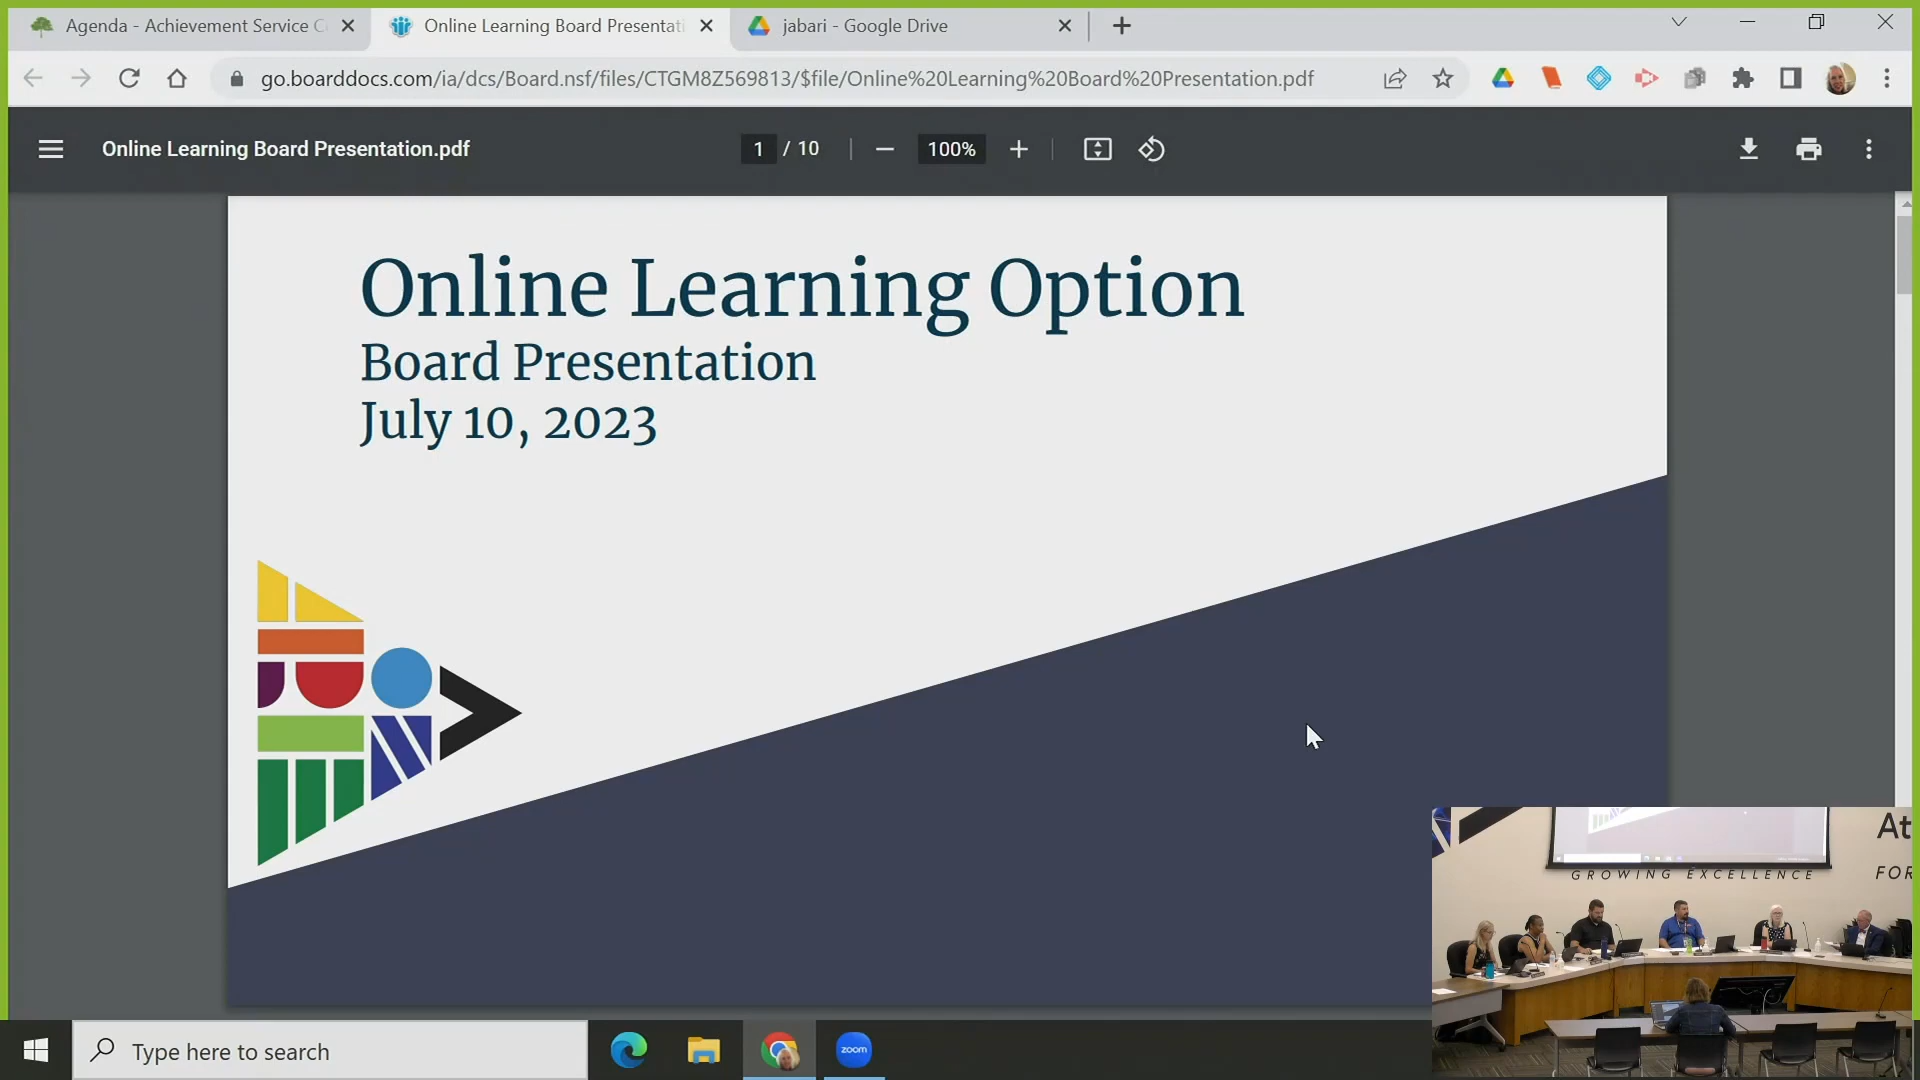 Agenda - Achievement Service C
Online Learning Board Presentati
jabari - Google Drive
go.boarddocs.com/ia/dcs/Board.nsf/files/CTGM8Z569813/$file/Online%20Learning%20Board%20Presentation.pdf
Online Learning Board Presentation.pdf
1 / 10
100%
Online Learning Option
Board Presentation
July 10, 2023
At
GROWING EXCELLENCE
FOR
Type here to search
zoom